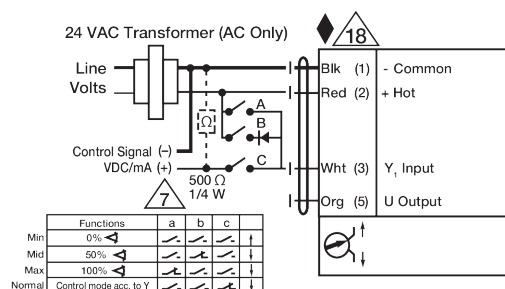 24 VAC Transformer (AC Only)
18
Line
Volts
Blk (1) - Common
Red (2) + Hot
A
Ω
B
Control Signal (–)
VDC/mA (+)
C
Wht (3) Y1 Input
500 Ω
1/4 W
7
Org (5) U Output
Functions a b c
Min 0%
Mid 50%
Max 100%
Normal Control mode acc. to Y